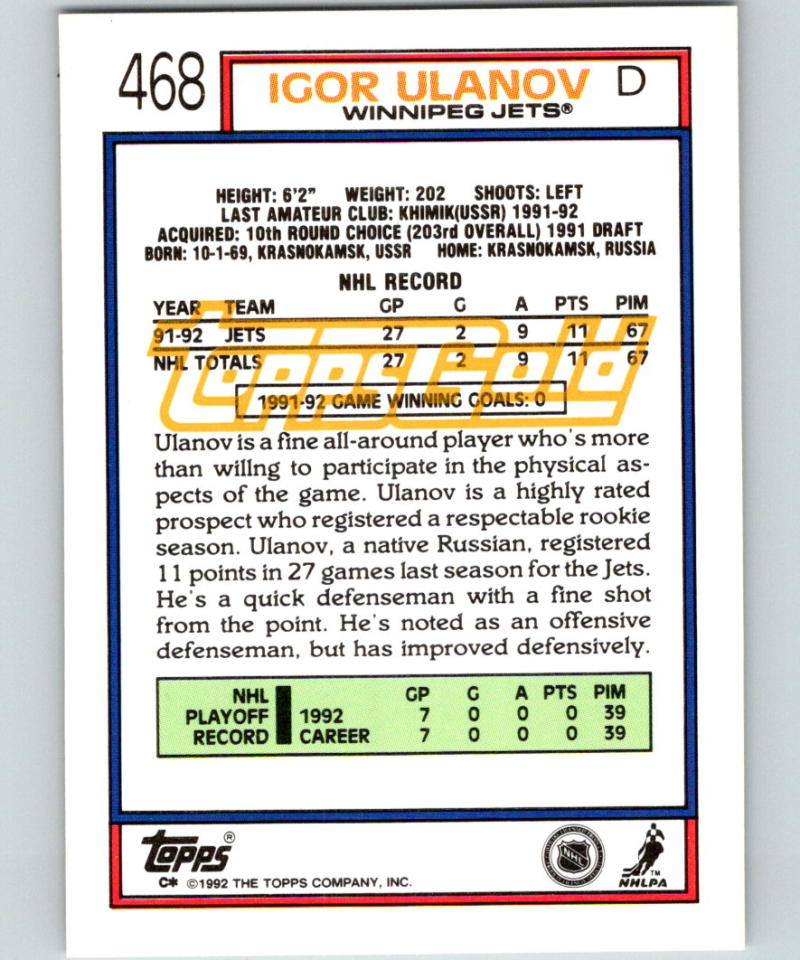 468 IGOR ULANOV D
WINNIPEG JETS®
HEIGHT: 6'2" WEIGHT: 202 SHOOTS: LEFT
LAST AMATEUR CLUB: KHIMIK(USSR) 1991-92
ACQUIRED: 10th ROUND CHOICE (203rd OVERALL) 1991 DRAFT
BORN: 10-1-69, KRASNOKAMSK, USSR HOME: KRASNOKAMSK, RUSSIA
NHL RECORD
YEAR TEAM GP G A PTS PIM
91-92 JETS 27 2 9 11 67
NHL TOTALS 27 2 9 11 67
ToppsGold
1991-92 GAME WINNING GOALS: 0
Ulanov is a fine all-around player who's more
than willng to participate in the physical as-
pects of the game. Ulanov is a highly rated
prospect who registered a respectable rookie
season. Ulanov, a native Russian, registered
11 points in 27 games last season for the Jets.
He's a quick defenseman with a fine shot
from the point. He's noted as an offensive
defenseman, but has improved defensively.
NHL GP G A PTS PIM
PLAYOFF 1992 7 0 0 0 39
RECORD CAREER 7 0 0 0 39
Topps®
C* ©1992 THE TOPPS COMPANY, INC.
NHL
NHLPA™